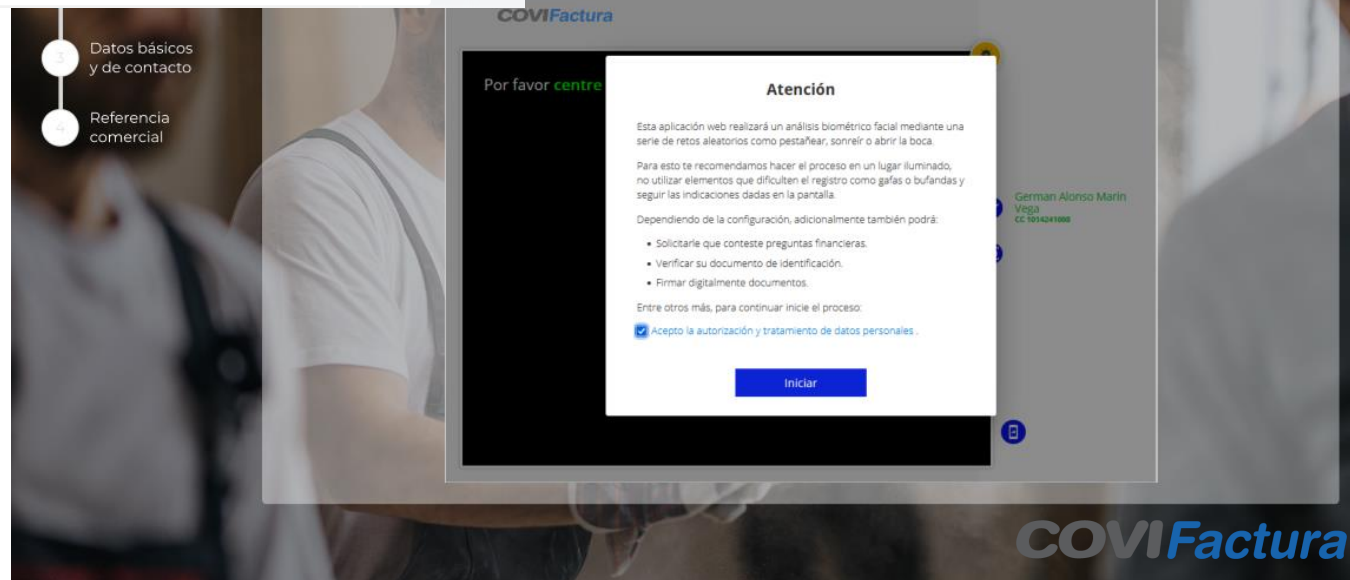 COVIFactura
3
Datos básicos
y de contacto
4
Referencia
comercial
Por favor centre
Atención
Esta aplicación web realizará un análisis biométrico facial mediante una
serie de retos aleatorios como pestañear, sonreír o abrir la boca.
Para esto te recomendamos hacer el proceso en un lugar iluminado,
no utilizar elementos que dificulten el registro como gafas o bufandas y
seguir las indicaciones dadas en la pantalla.
Dependiendo de la configuración, adicionalmente también podrá:
• Solicitarle que conteste preguntas financieras.
• Verificar su documento de identificación.
• Firmar digitalmente documentos.
Entre otros más, para continuar inicie el proceso:
Acepto la autorización y tratamiento de datos personales .
Iniciar
German Alonso Marin
Vega
COVIFactura